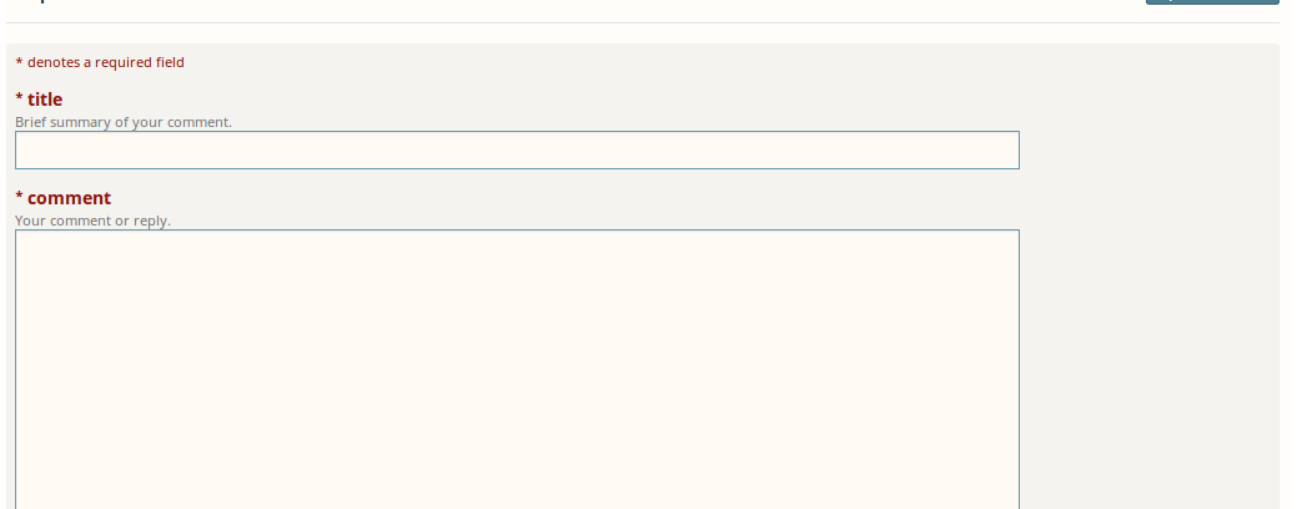 * denotes a required field
* title
Brief summary of your comment.
* comment
Your comment or reply.